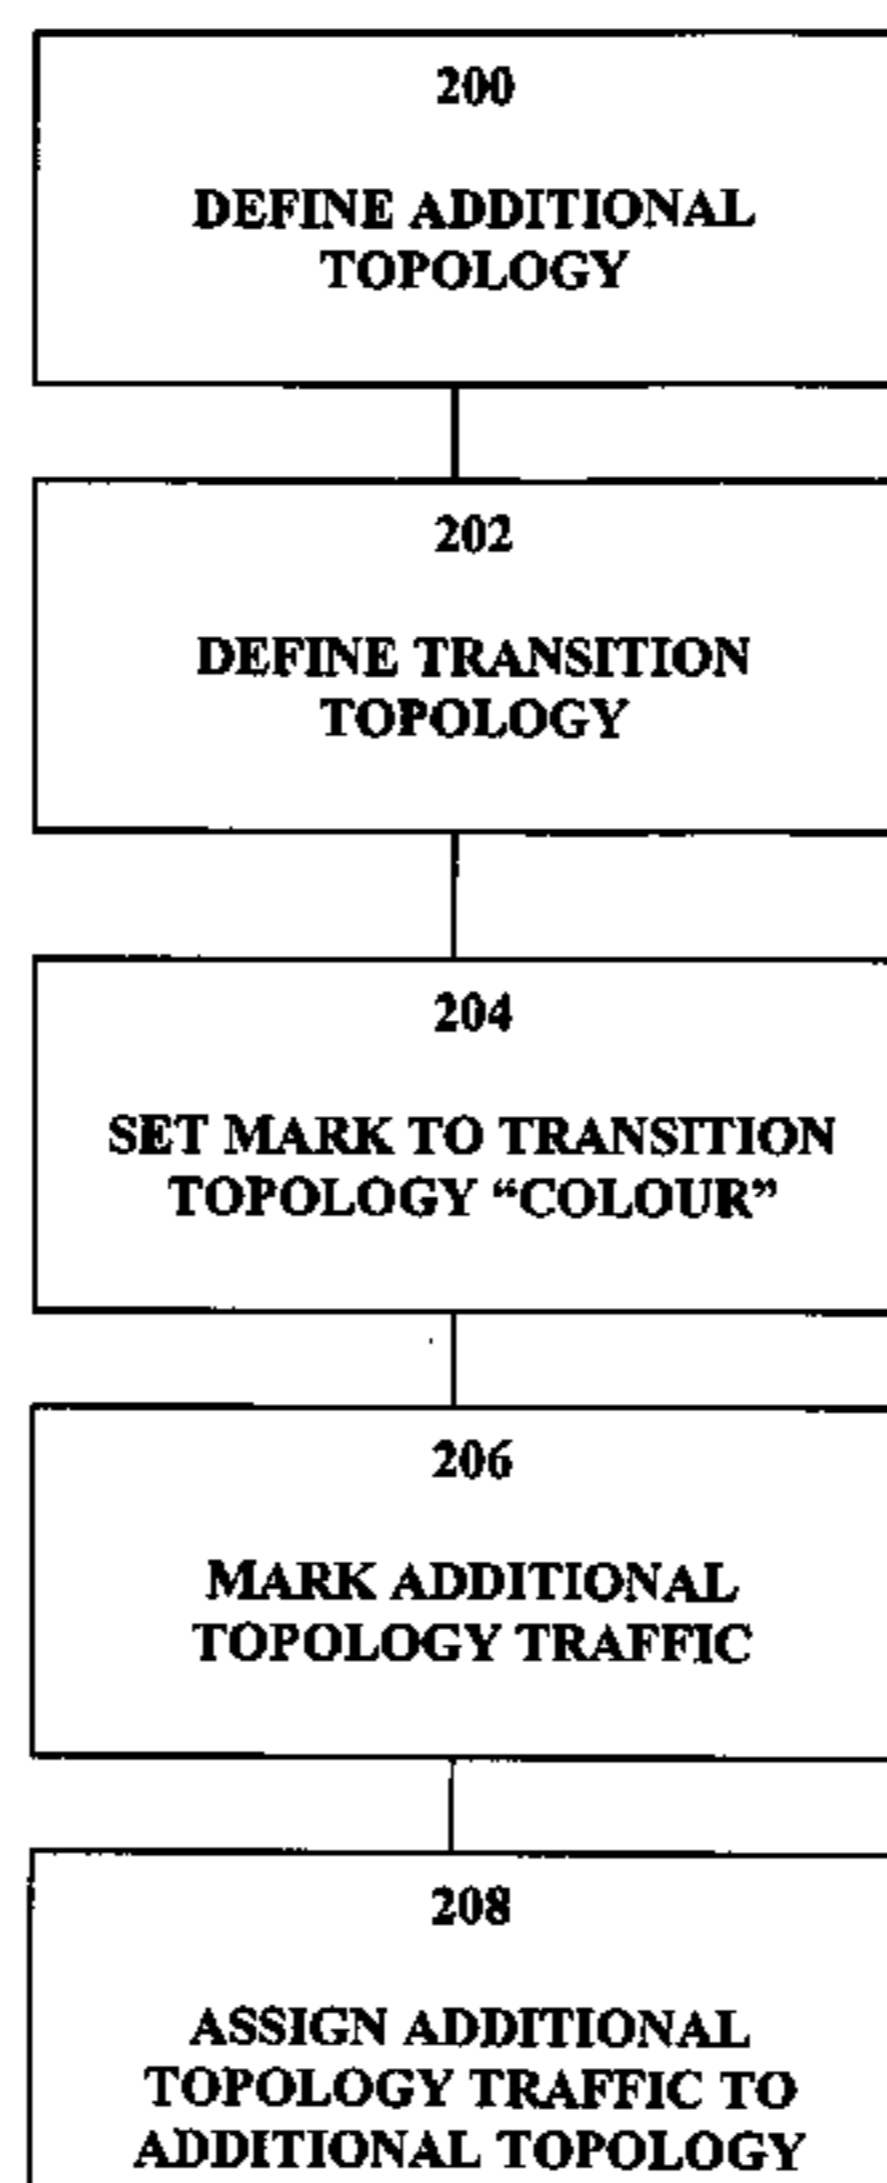 200
DEFINE ADDITIONAL
TOPOLOGY
202
DEFINE TRANSITION
TOPOLOGY
204
SET MARK TO TRANSITION
TOPOLOGY “COLOUR”
206
MARK ADDITIONAL
TOPOLOGY TRAFFIC
208
ASSIGN ADDITIONAL
TOPOLOGY TRAFFIC TO
ADDITIONAL TOPOLOGY